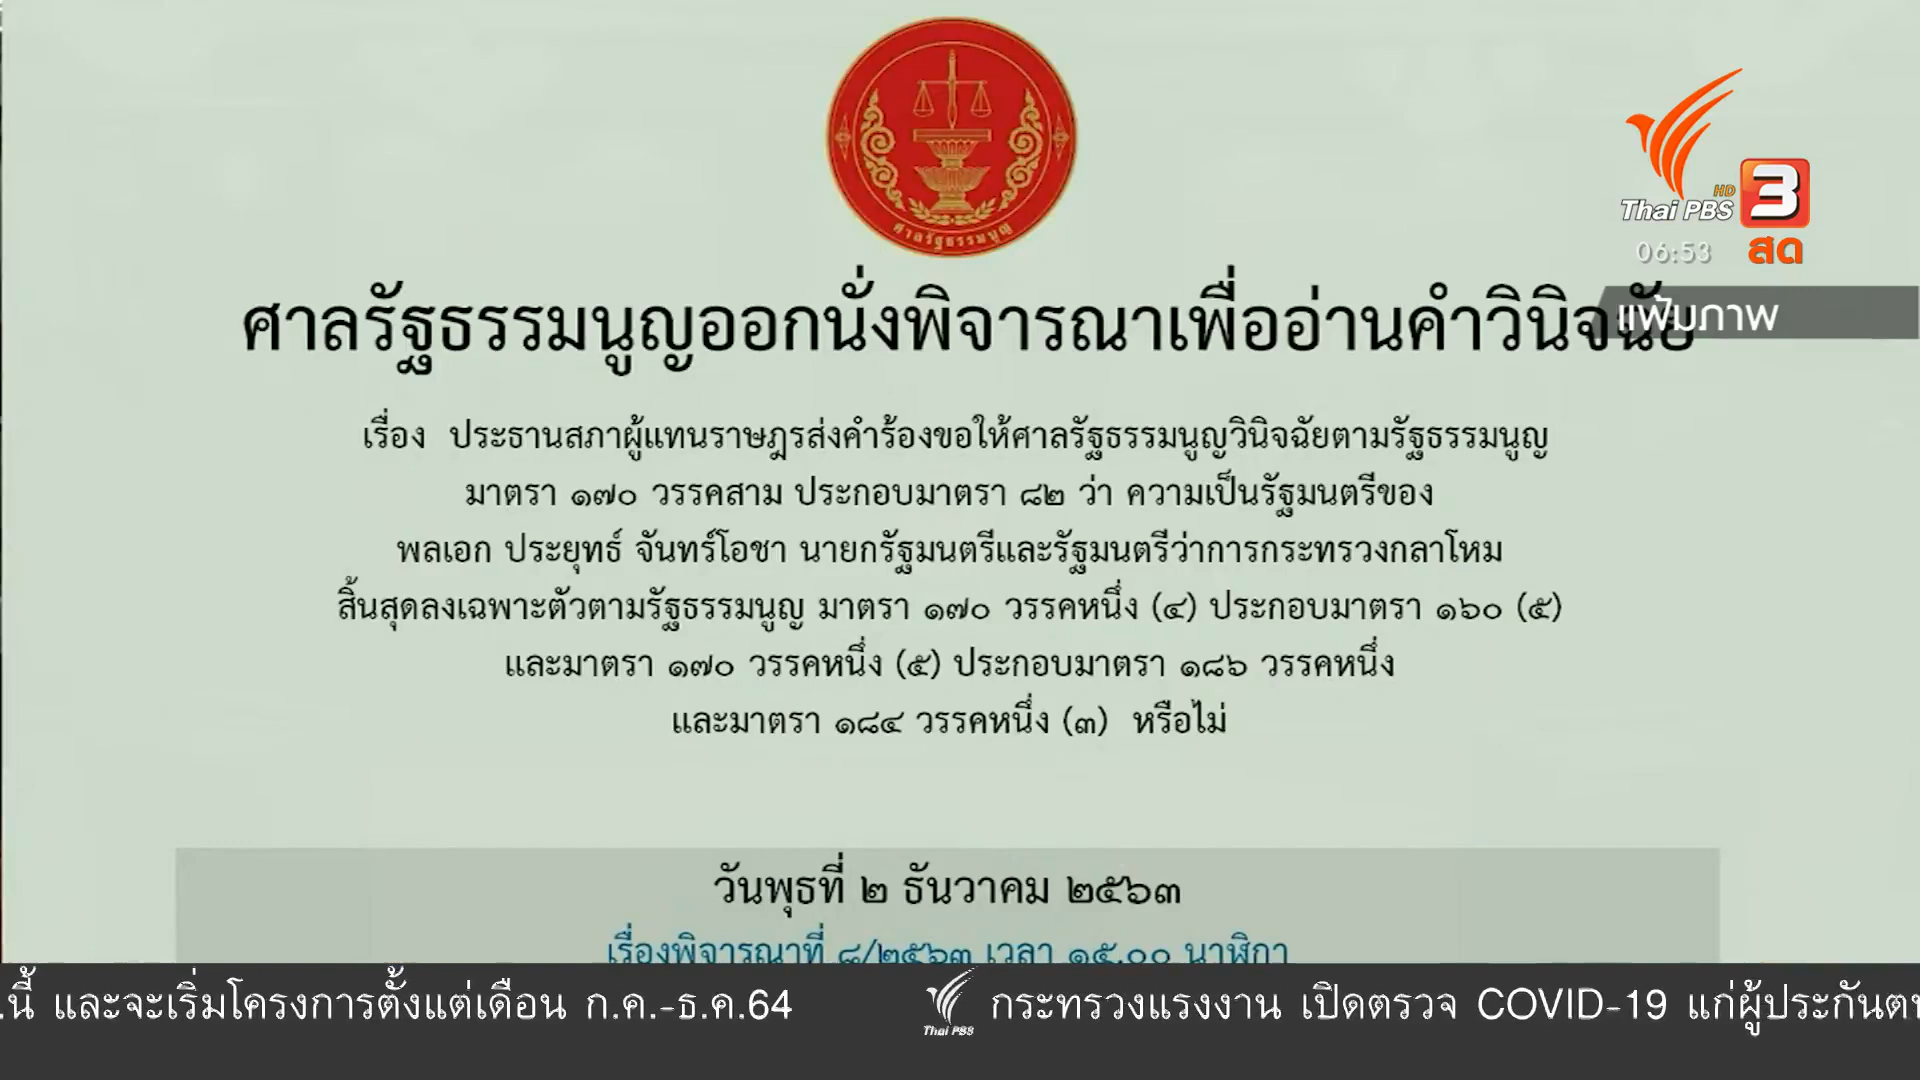 ศาลรัฐธรรมนูญ
HD
Thai PBS 3
06:53 สด
แฟ้มภาพ
ศาลรัฐธรรมนูญออกนั่งพิจารณาเพื่ออ่านคำวินิจฉัย
เรื่อง ประธานสภาผู้แทนราษฎรส่งคำร้องขอให้ศาลรัฐธรรมนูญวินิจฉัยตามรัฐธรรมนูญ
มาตรา ๑๗๐ วรรคสาม ประกอบมาตรา ๘๒ ว่า ความเป็นรัฐมนตรีของ
พลเอก ประยุทธ์ จันทร์โอชา นายกรัฐมนตรีและรัฐมนตรีว่าการกระทรวงกลาโหม
สิ้นสุดลงเฉพาะตัวตามรัฐธรรมนูญ มาตรา ๑๗๐ วรรคหนึ่ง (๔) ประกอบมาตรา ๑๖๐ (๕)
และมาตรา ๑๗๐ วรรคหนึ่ง (๕) ประกอบมาตรา ๑๘๖ วรรคหนึ่ง
และมาตรา ๑๘๔ วรรคหนึ่ง (๓) หรือไม่
วันพุธที่ ๒ ธันวาคม ๒๕๖๓
เรื่องพิจารณาที่ ๘/๒๕๖๓ เวลา ๑๕.๐๐ นาฬิกา
.นี้ และจะเริ่มโครงการตั้งแต่เดือน ก.ค.-ธ.ค.64 Thai PBS กระทรวงแรงงาน เปิดตรวจ COVID-19 แก่ผู้ประกันตน